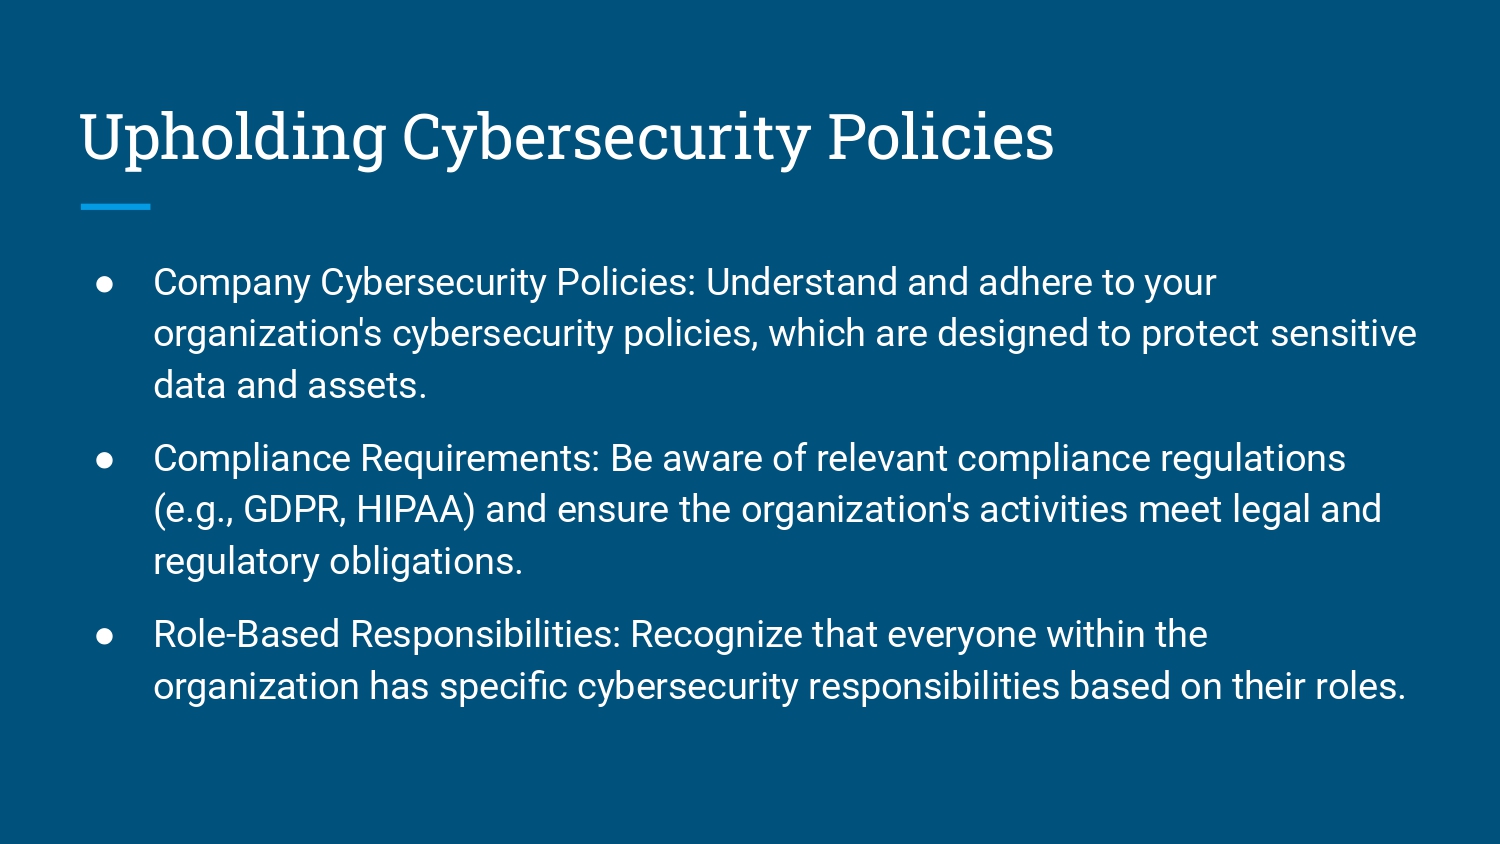 Upholding Cybersecurity Policies
● Company Cybersecurity Policies: Understand and adhere to your
organization's cybersecurity policies, which are designed to protect sensitive
data and assets.
● Compliance Requirements: Be aware of relevant compliance regulations
(e.g., GDPR, HIPAA) and ensure the organization's activities meet legal and
regulatory obligations.
● Role-Based Responsibilities: Recognize that everyone within the
organization has specific cybersecurity responsibilities based on their roles.